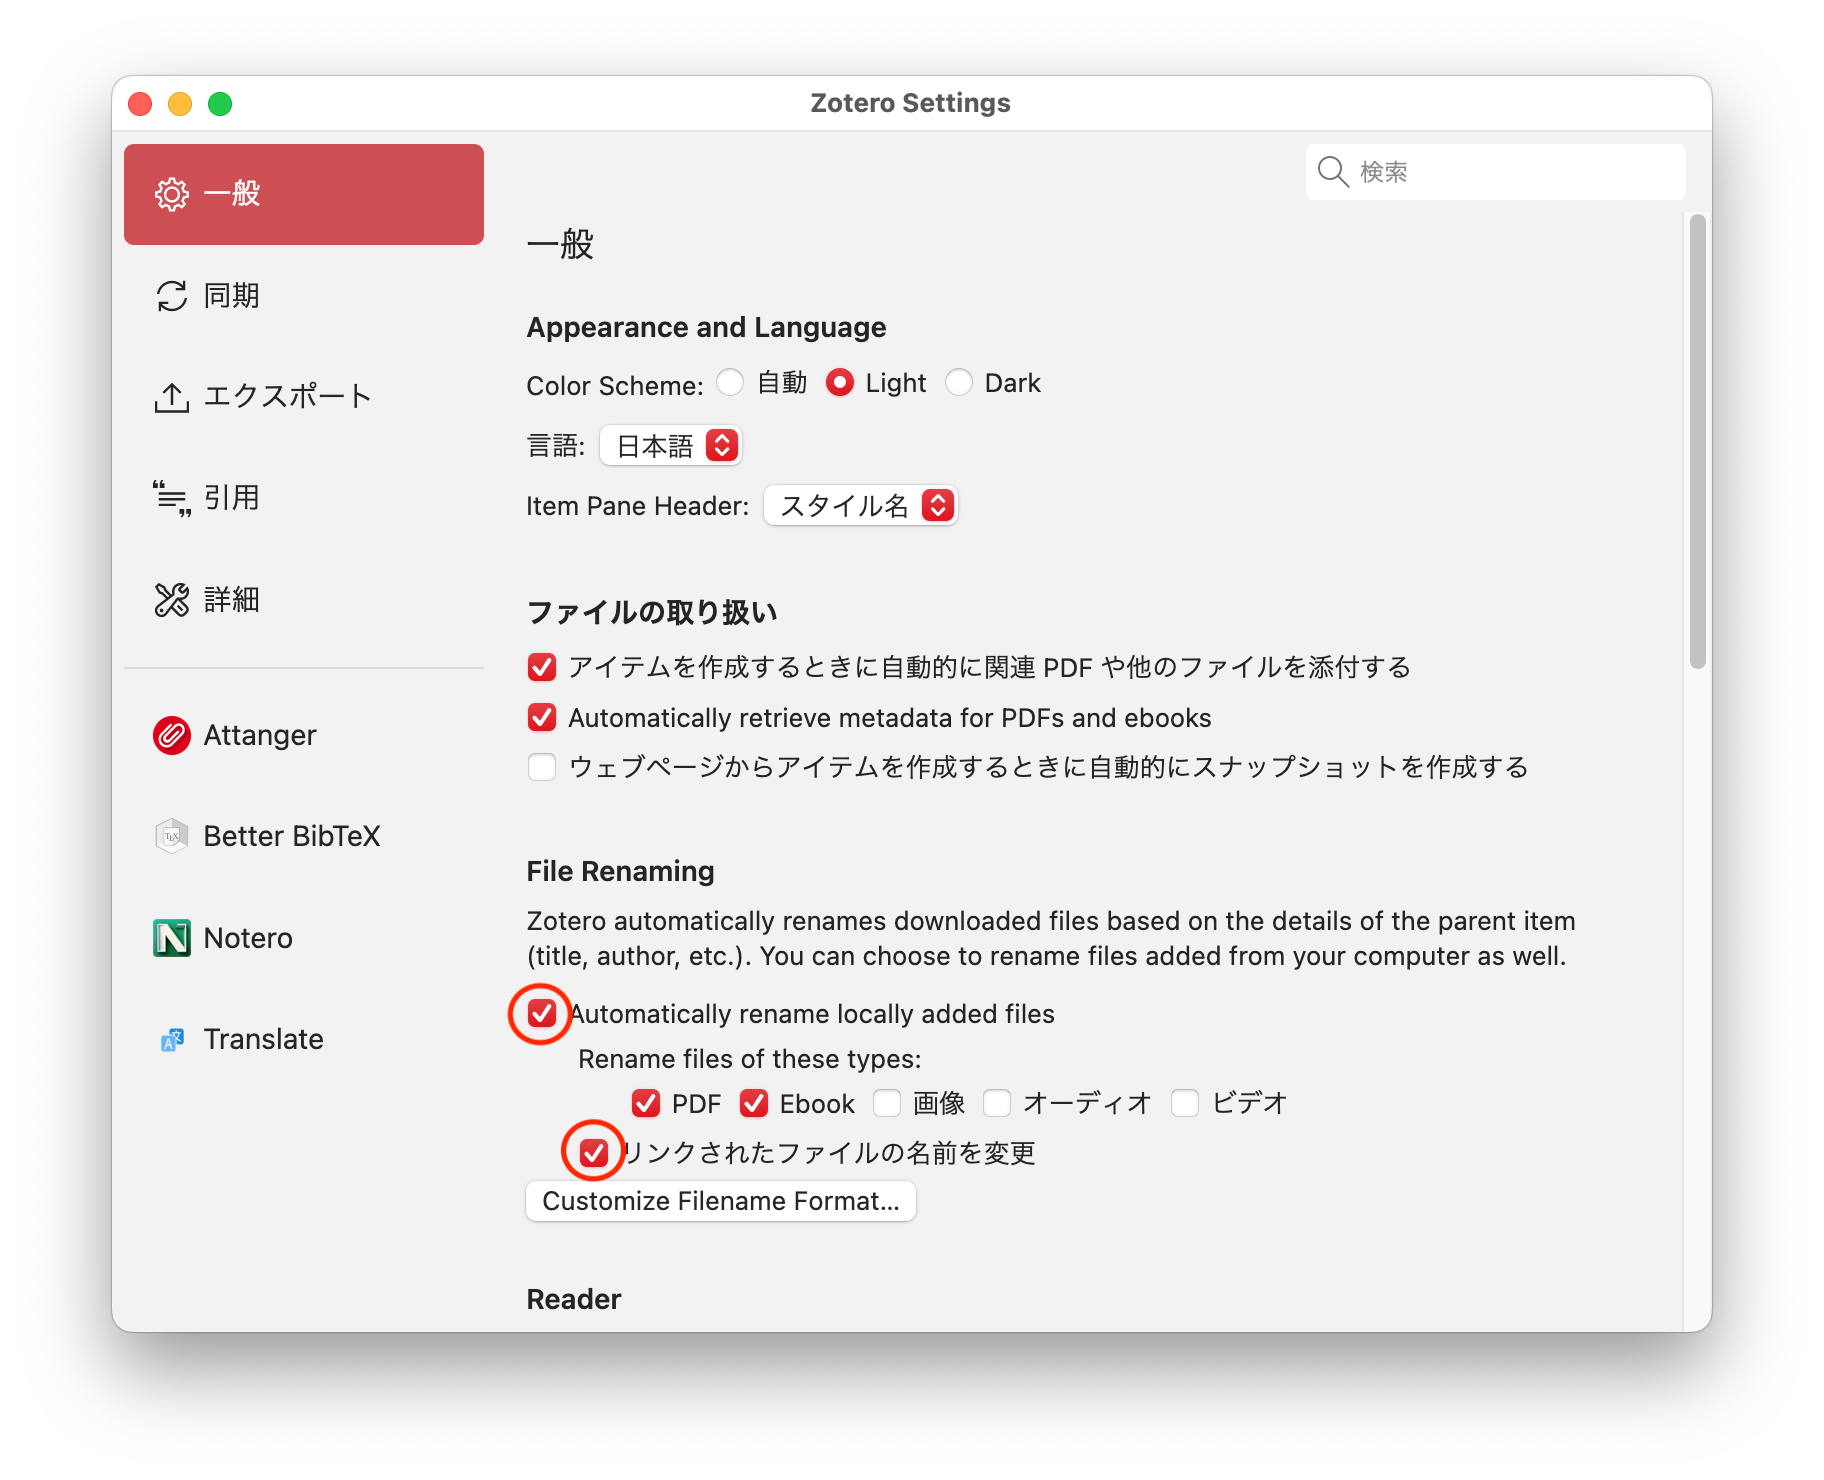 Zotero Settings
検索
一般
同期
エクスポート
引用
詳細
Attanger
Better BibTeX
Notero
Translate
一般
Appearance and Language
Color Scheme: 自動 Light Dark
言語: 日本語
Item Pane Header: スタイル名
ファイルの取り扱い
アイテムを作成するときに自動的に関連 PDF や他のファイルを添付する
Automatically retrieve metadata for PDFs and ebooks
ウェブページからアイテムを作成するときに自動的にスナップショットを作成する
File Renaming
Zotero automatically renames downloaded files based on the details of the parent item
(title, author, etc.). You can choose to rename files added from your computer as well.
Automatically rename locally added files
Rename files of these types:
PDF Ebook 画像 オーディオ ビデオ
リンクされたファイルの名前を変更
Customize Filename Format...
Reader